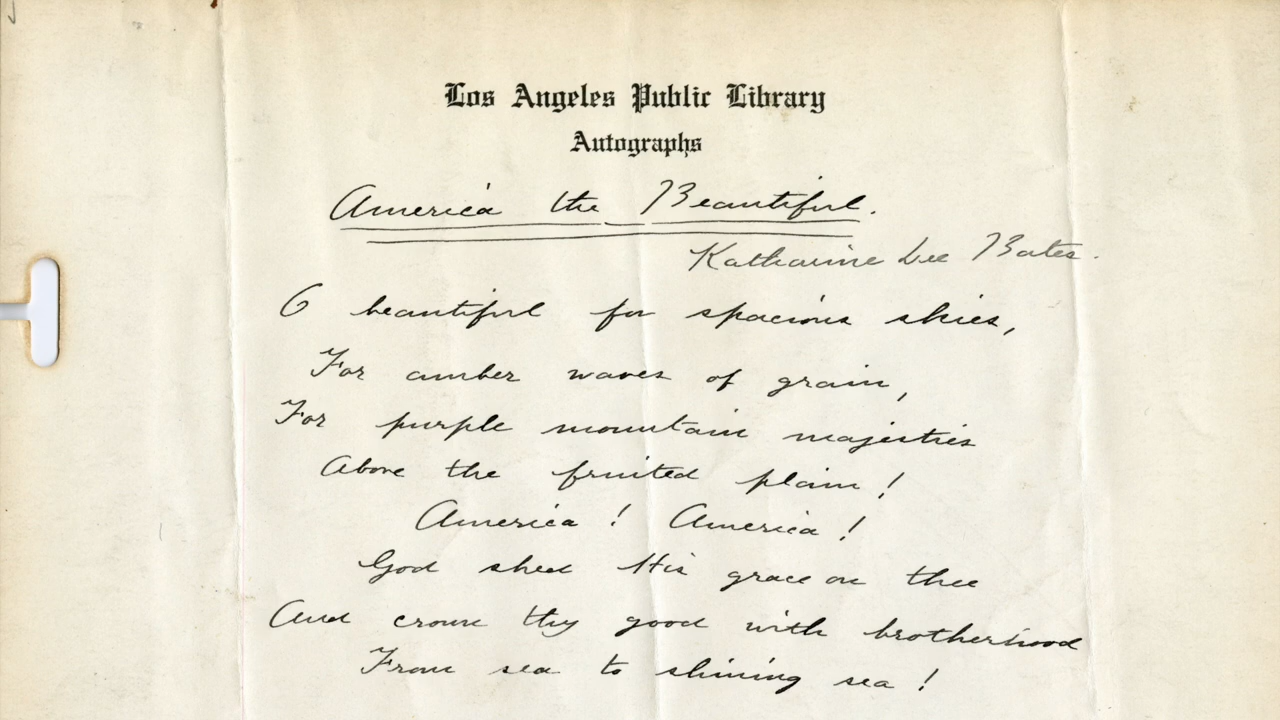 Los Angeles Public Library
Autographs
America the Beautiful.
Katharine Lee Bates.
O beautiful for spacious skies,
For amber waves of grain,
For purple mountain majesties
Above the fruited plain!
America! America!
God shed His grace on thee
And crown thy good with brotherhood
From sea to shining sea!